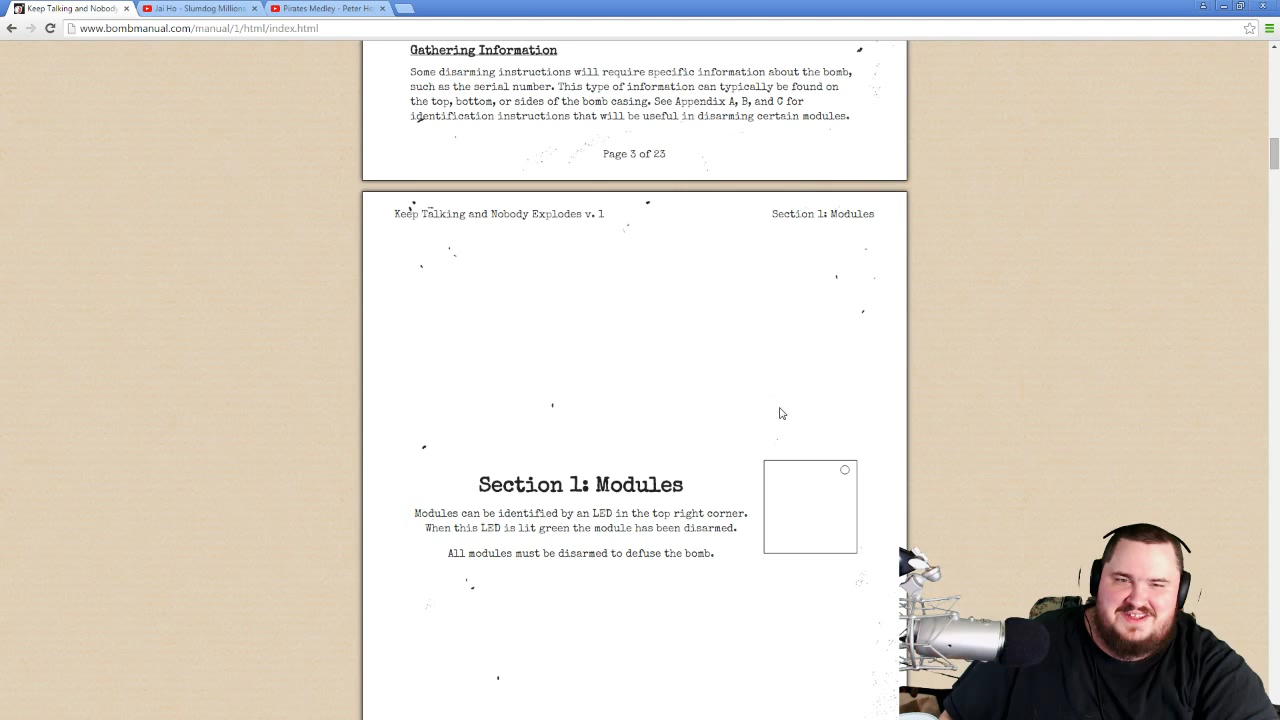 Keep Talking and Nobody
Jai Ho - Slumdog Millions
Pirates Medley - Peter Ho
www.bombmanual.com/manual/1/html/index.html
Gathering Information
Some disarming instructions will require specific information about the bomb,
such as the serial number. This type of information can typically be found on
the top, bottom, or sides of the bomb casing. See Appendix A, B, and C for
identification instructions that will be useful in disarming certain modules.
Page 3 of 23
Keep Talking and Nobody Explodes v. 1
Section 1: Modules
Section 1: Modules
Modules can be identified by an LED in the top right corner.
When this LED is lit green the module has been disarmed.
All modules must be disarmed to defuse the bomb.